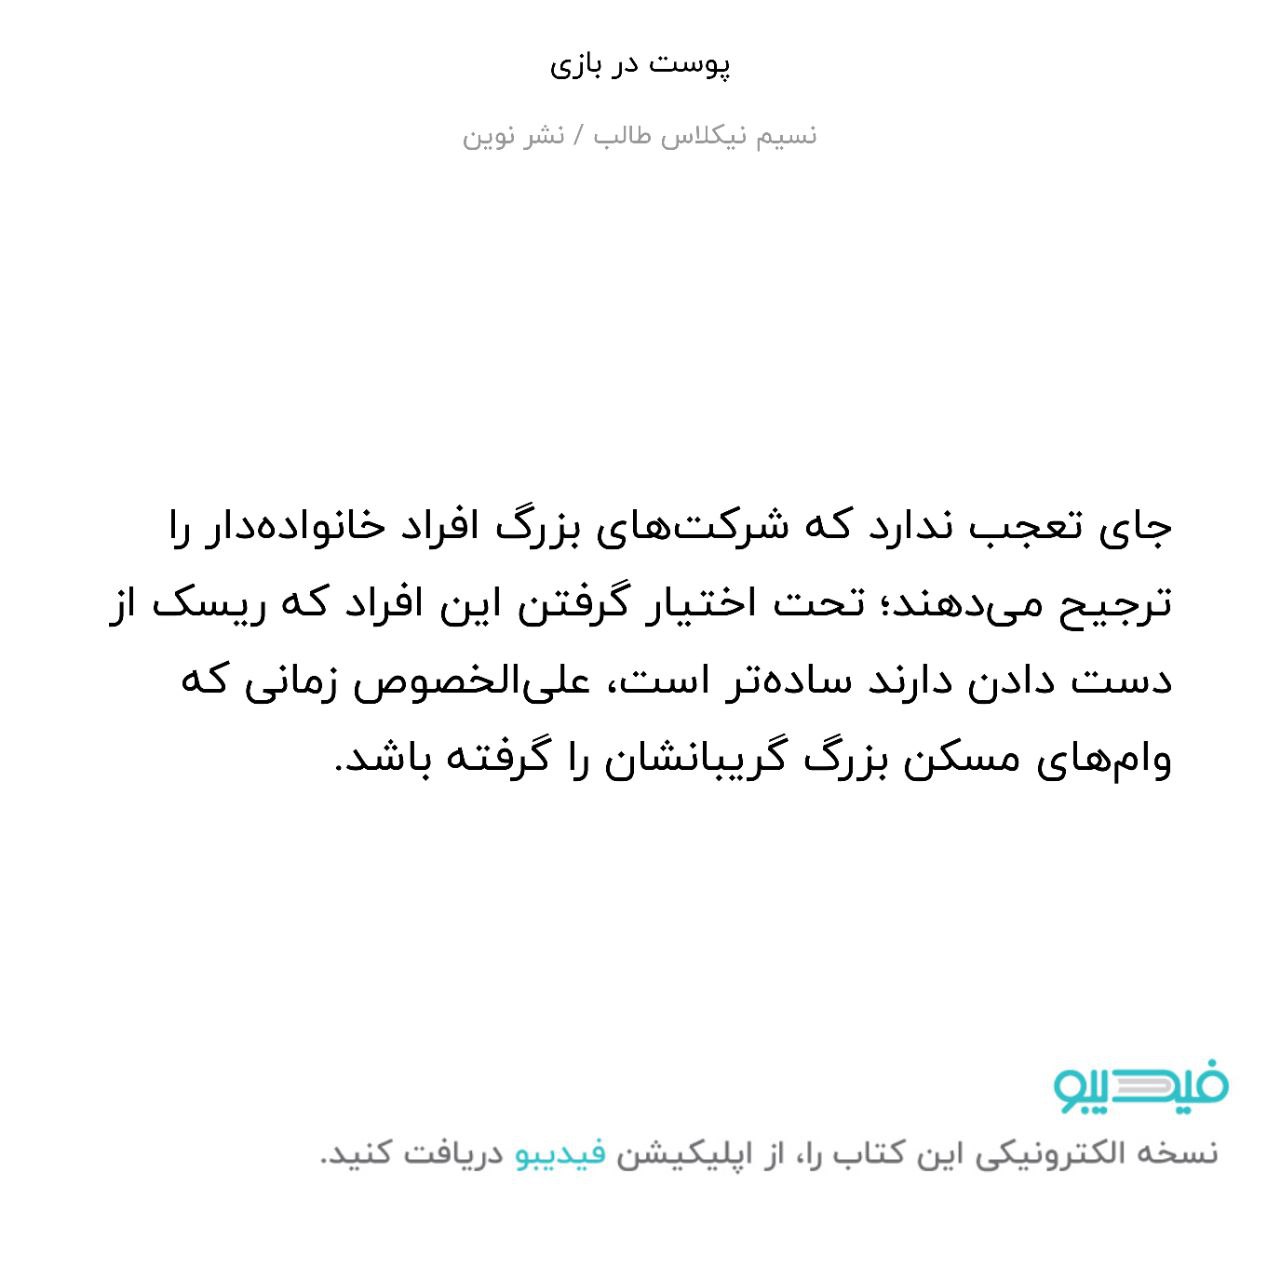 پوست در بازی
نسیم نیکلاس طالب / نشر نوین
جای تعجب ندارد که شرکت‌های بزرگ افراد خانواده‌دار را
ترجیح می‌دهند؛ تحت اختیار گرفتن این افراد که ریسک از
دست دادن دارند ساده‌تر است، علی‌الخصوص زمانی که
وام‌های مسکن بزرگ گریبانشان را گرفته باشد.
فیدیبو
نسخه الکترونیکی این کتاب را، از اپلیکیشن فیدیبو دریافت کنید.